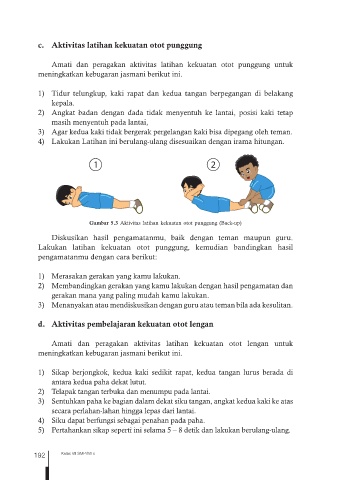 c. Aktivitas latihan kekuatan otot punggung
Amati dan peragakan aktivitas latihan kekuatan otot punggung untuk
meningkatkan kebugaran jasmani berikut ini.
1) Tidur telungkup, kaki rapat dan kedua tangan berpegangan di belakang
kepala.
2) Angkat badan dengan dada tidak menyentuh ke lantai, posisi kaki tetap
masih menyentuh pada lantai,
3) Agar kedua kaki tidak bergerak pergelangan kaki bisa dipegang oleh teman.
4) Lakukan Latihan ini berulang-ulang disesuaikan dengan irama hitungan.
1 2
Gambar 5.3 Aktivitas latihan kekuatan otot punggung (Back-up)
Diskusikan hasil pengamatanmu, baik dengan teman maupun guru.
Lakukan latihan kekuatan otot punggung, kemudian bandingkan hasil
pengamatanmu dengan cara berikut:
1) Merasakan gerakan yang kamu lakukan.
2) Membandingkan gerakan yang kamu lakukan dengan hasil pengamatan dan
gerakan mana yang paling mudah kamu lakukan.
3) Menanyakan atau mendiskusikan dengan guru atau teman bila ada kesulitan.
d. Aktivitas pembelajaran kekuatan otot lengan
Amati dan peragakan aktivitas latihan kekuatan otot lengan untuk
meningkatkan kebugaran jasmani berikut ini.
1) Sikap berjongkok, kedua kaki sedikit rapat, kedua tangan lurus berada di
antara kedua paha dekat lutut.
2) Telapak tangan terbuka dan menumpu pada lantai.
3) Sentuhkan paha ke bagian dalam dekat siku tangan, angkat kedua kaki ke atas
secara perlahan-lahan hingga lepas dari lantai.
4) Siku dapat berfungsi sebagai penahan pada paha.
5) Pertahankan sikap seperti ini selama 5 – 8 detik dan lakukan berulang-ulang.
192 Kelas VII SMP/MTs